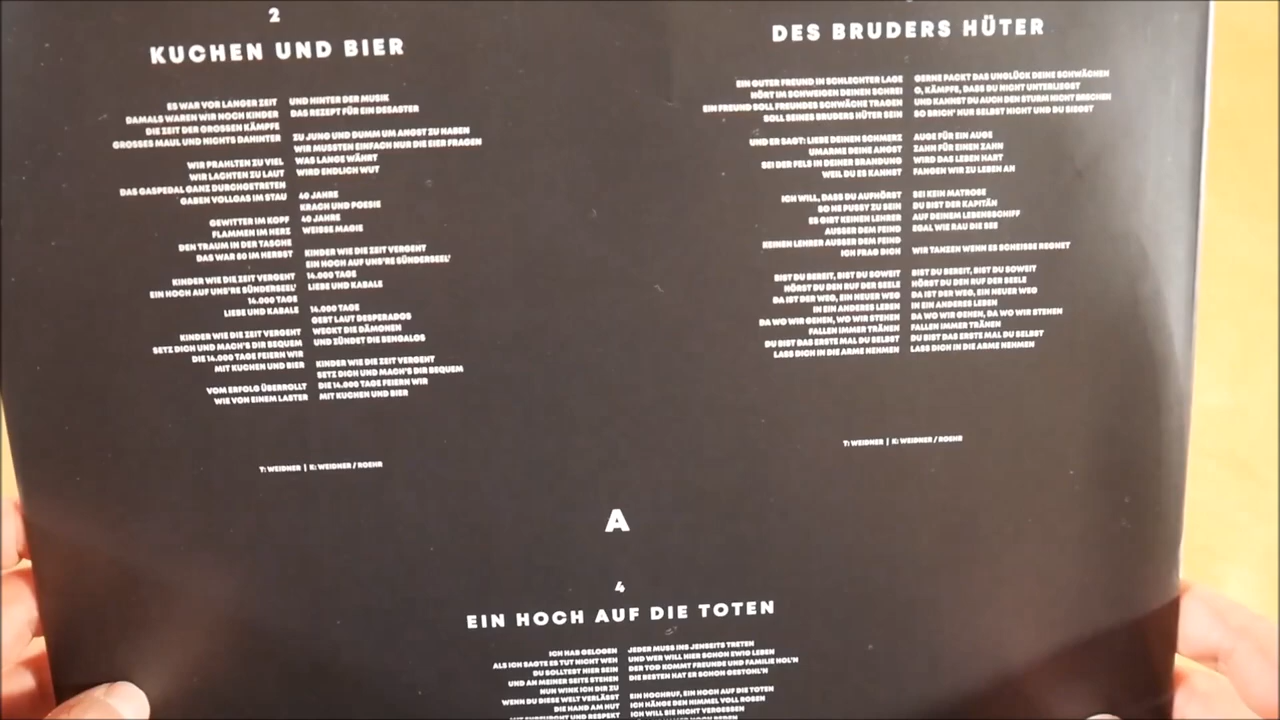 2
KUCHEN UND BIER
ES WAR VOR LANGER ZEIT
DAMALS WAREN WIR NOCH KINDER
DIE ZEIT DER GROSSEN KÄMPFE
GROSSES MAUL UND NICHTS DAHINTER
WIR PRAHLTEN ZU VIEL
WIR LACHTEN ZU LAUT
DAS GASPEDAL GANZ DURCHGETRETEN
GABEN VOLLGAS IM STAU
GEWITTER IM KOPF
FLAMMEN IM HERZ
DEN TRAUM IN DER TASCHE
DAS WAR 80 IM HERBST
KINDER WIE DIE ZEIT VERGEHT
EIN HOCH AUF UNS'RE SÜNDERSEEL'
14.000 TAGE
LIEBE UND KABALE
KINDER WIE DIE ZEIT VERGEHT
SETZ DICH UND MACH'S DIR BEQUEM
DIE 14.000 TAGE FEIERN WIR
MIT KUCHEN UND BIER
VOM ERFOLG ÜBERROLLT
WIE VON EINEM LASTER
UND HINTER DER MUSIK
DAS REZEPT FÜR EIN DESASTER
ZU JUNG UND DUMM UM ANGST ZU HABEN
WIR MUSSTEN EINFACH NUR DIE EIER FRAGEN
WAS LANGE WÄHRT
WIRD ENDLICH WUT
40 JAHRE
KRACH UND POESIE
40 JAHRE
WEISSE MAGIE
KINDER WIE DIE ZEIT VERGEHT
EIN HOCH AUF UNS'RE SÜNDERSEEL'
14.000 TAGE
LIEBE UND KABALE
14.000 TAGE
GEBT LAUT DESPERADOS
WECKT DIE DÄMONEN
UND ZÜNDET DIE BENGALOS
KINDER WIE DIE ZEIT VERGEHT
SETZ DICH UND MACH'S DIR BEQUEM
DIE 14.000 TAGE FEIERN WIR
MIT KUCHEN UND BIER
T: WEIDNER | K: WEIDNER / ROEHR
DES BRUDERS HÜTER
EIN GUTER FREUND IN SCHLECHTER LAGE
HÖRT IM SCHWEIGEN DEINEN SCHREI
EIN FREUND SOLL FREUNDES SCHWÄCHE TRAGEN
SOLL SEINES BRUDERS HÜTER SEIN
UND ER SAGT: LIEBE DEINEN SCHMERZ
UMARME DEINE ANGST
SEI DER FELS IN DEINER BRANDUNG
WEIL DU ES KANNST
ICH WILL, DASS DU AUFHÖRST
SO NE PUSSY ZU SEIN
ES GIBT KEINEN LEHRER
AUSSER DEM FEIND
KEINEN LEHRER AUSSER DEM FEIND
ICH FRAG DICH
BIST DU BEREIT, BIST DU SOWEIT
HÖRST DU DEN RUF DER SEELE
DA IST DER WEG, EIN NEUER WEG
IN EIN ANDERES LEBEN
DA WO WIR GEHEN, WO WIR STEHEN
FALLEN IMMER TRÄNEN
DU BIST DAS ERSTE MAL DU SELBST
LASS DICH IN DIE ARME NEHMEN
GERNE PACKT DAS UNGLÜCK DEINE SCHWÄCHEN
O, KÄMPFE, DASS DU NICHT UNTERLIEGST
UND KANNST DU AUCH DEN STURM NICHT BRECHEN
SO BRICH' NUR SELBST NICHT UND DU SIEGST
AUGE FÜR EIN AUGE
ZAHN FÜR EINEN ZAHN
WIRD DAS LEBEN HART
FANGEN WIR ZU LEBEN AN
SEI KEIN MATROSE
DU BIST DER KAPITÄN
AUF DEINEM LEBENSSCHIFF
EGAL WIE RAU DIE SEE
WIR TANZEN WENN ES SCHEISSE REGNET
BIST DU BEREIT, BIST DU SOWEIT
HÖRST DU DEN RUF DER SEELE
DA IST DER WEG, EIN NEUER WEG
IN EIN ANDERES LEBEN
DA WO WIR GEHEN, DA WO WIR STEHEN
FALLEN IMMER TRÄNEN
DU BIST DAS ERSTE MAL DU SELBST
LASS DICH IN DIE ARME NEHMEN
T: WEIDNER | K: WEIDNER / ROEHR
A
4
EIN HOCH AUF DIE TOTEN
ICH HAB GELOGEN
ALS ICH SAGTE ES TUT NICHT WEH
DU SOLLTEST HIER SEIN
UND AN MEINER SEITE STEHEN
NUN WINK ICH DIR ZU
WENN DU DIESE WELT VERLÄSST
DIE HAND AM HUT
MIT EHRFURCHT UND RESPEKT
JEDER MUSS INS JENSEITS TRETEN
UND WER WILL HIER SCHON EWIG LEBEN
DER TOD KOMMT FREUNDE UND FAMILIE HOL'N
DIE BESTEN HAT ER SCHON GESTOHL'N
EIN HOCHRUF, EIN HOCH AUF DIE TOTEN
ICH HÄNGE DEN HIMMEL VOLL ROSEN
ICH WILL SIE NICHT VERGESSEN